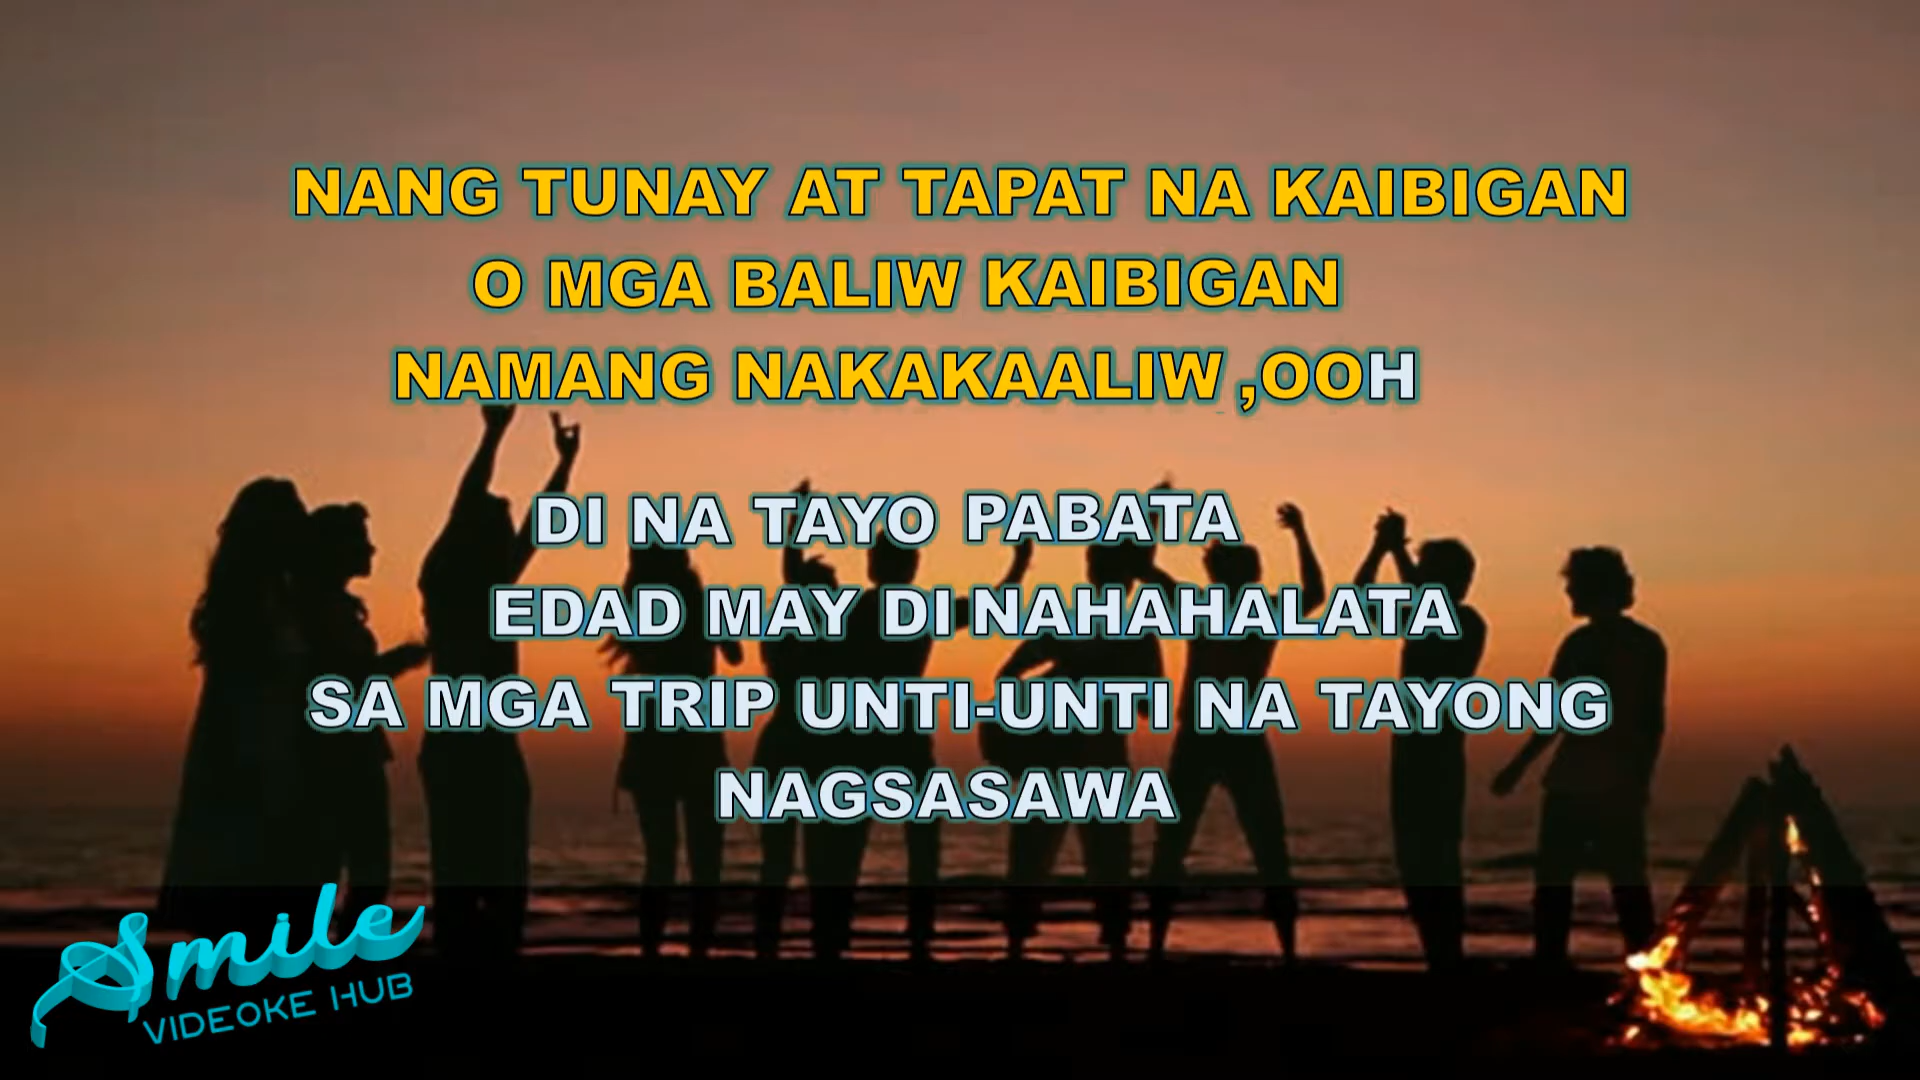 NANG TUNAY AT TAPAT NA KAIBIGAN
O MGA BALIW KAIBIGAN
NAMANG NAKAKAALIW ,OOH
DI NA TAYO PABATA
EDAD MAY DI NAHAHALATA
SA MGA TRIP UNTI-UNTI NA TAYONG
NAGSASAWA
Smile
VIDEOKE HUB